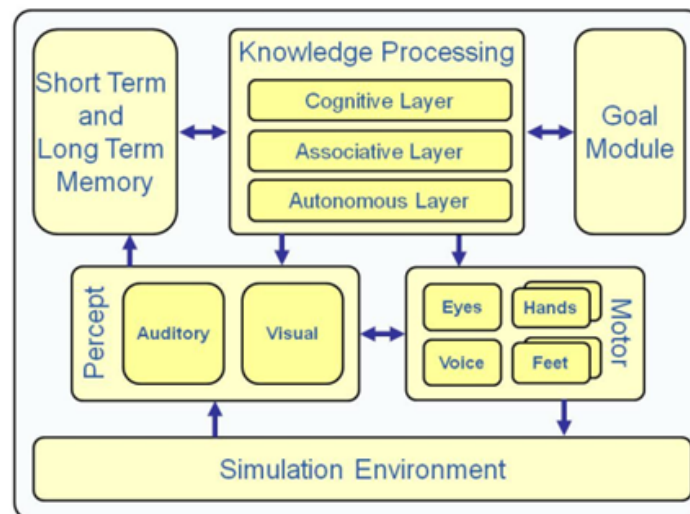 Short Term
and
Long Term
Memory
Knowledge Processing
Cognitive Layer
Associative Layer
Autonomous Layer
Goal
Module
Percept
Auditory
Visual
Eyes
Hands
Voice
Feet
Motor
Simulation Environment